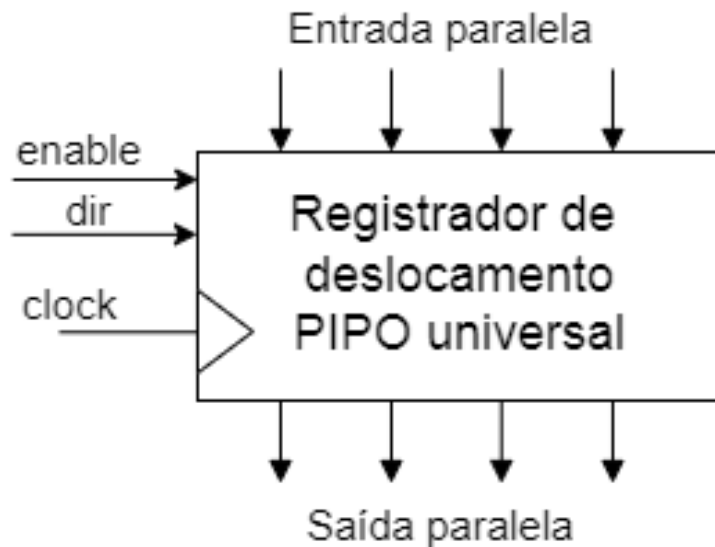 Entrada paralela
enable
dir
clock
Registrador de
deslocamento
PIPO universal
Saída paralela